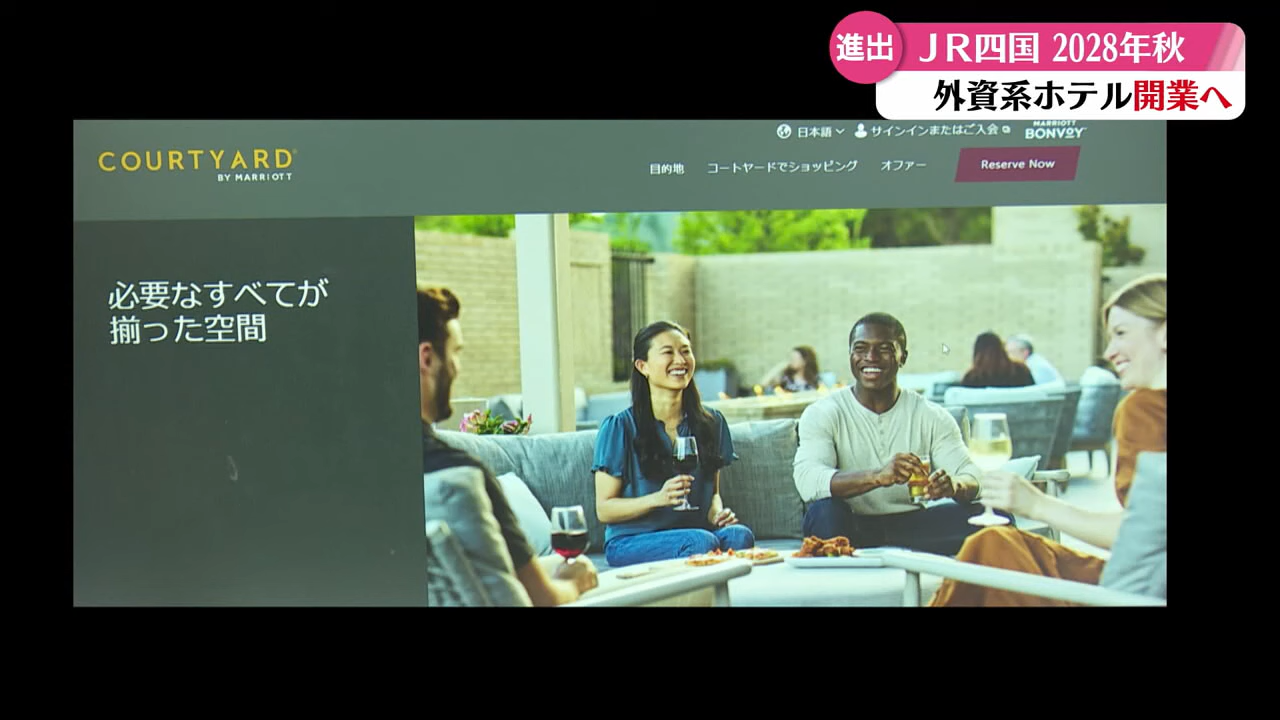 進出
JR四国 2028年秋
外資系ホテル開業へ
日本語
サインインまたはご入会
MARRIOTT
BONVOY
COURTYARD
BY MARRIOTT
目的地
コートヤードでショッピング
オファー
Reserve Now
必要なすべてが
揃った空間